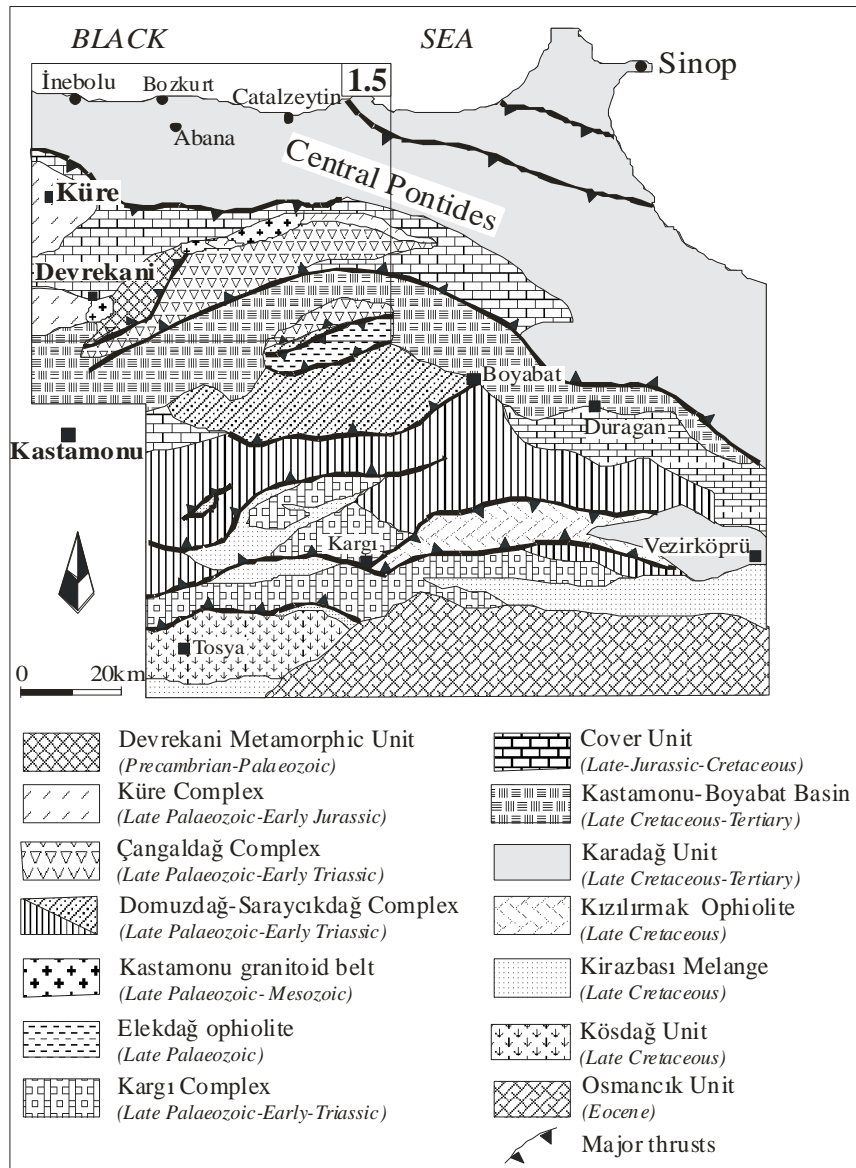 BLACK SEA
Sinop
1.5
İnebolu
Bozkurt
Catalzeytin
Abana
Central Pontides
Küre
Devrekani
Boyabat
Duragan
Kastamonu
Kargı
Vezirköprü
Tosya
0 20km
Devrekani Metamorphic Unit
(Precambrian-Palaeozoic)
Küre Complex
(Late Palaeozoic-Early Jurassic)
Çangaldağ Complex
(Late Palaeozoic-Early Triassic)
Domuzdağ-Saraycıkdağ Complex
(Late Palaeozoic-Early Triassic)
Kastamonu granitoid belt
(Late Palaeozoic- Mesozoic)
Elekdağ ophiolite
(Late Palaeozoic)
Kargı Complex
(Late Palaeozoic-Early-Triassic)
Cover Unit
(Late-Jurassic-Cretaceous)
Kastamonu-Boyabat Basin
(Late Cretaceous-Tertiary)
Karadağ Unit
(Late Cretaceous-Tertiary)
Kızılırmak Ophiolite
(Late Cretaceous)
Kirazbası Melange
(Late Cretaceous)
Kösdağ Unit
(Late Cretaceous)
Osmancık Unit
(Eocene)
Major thrusts